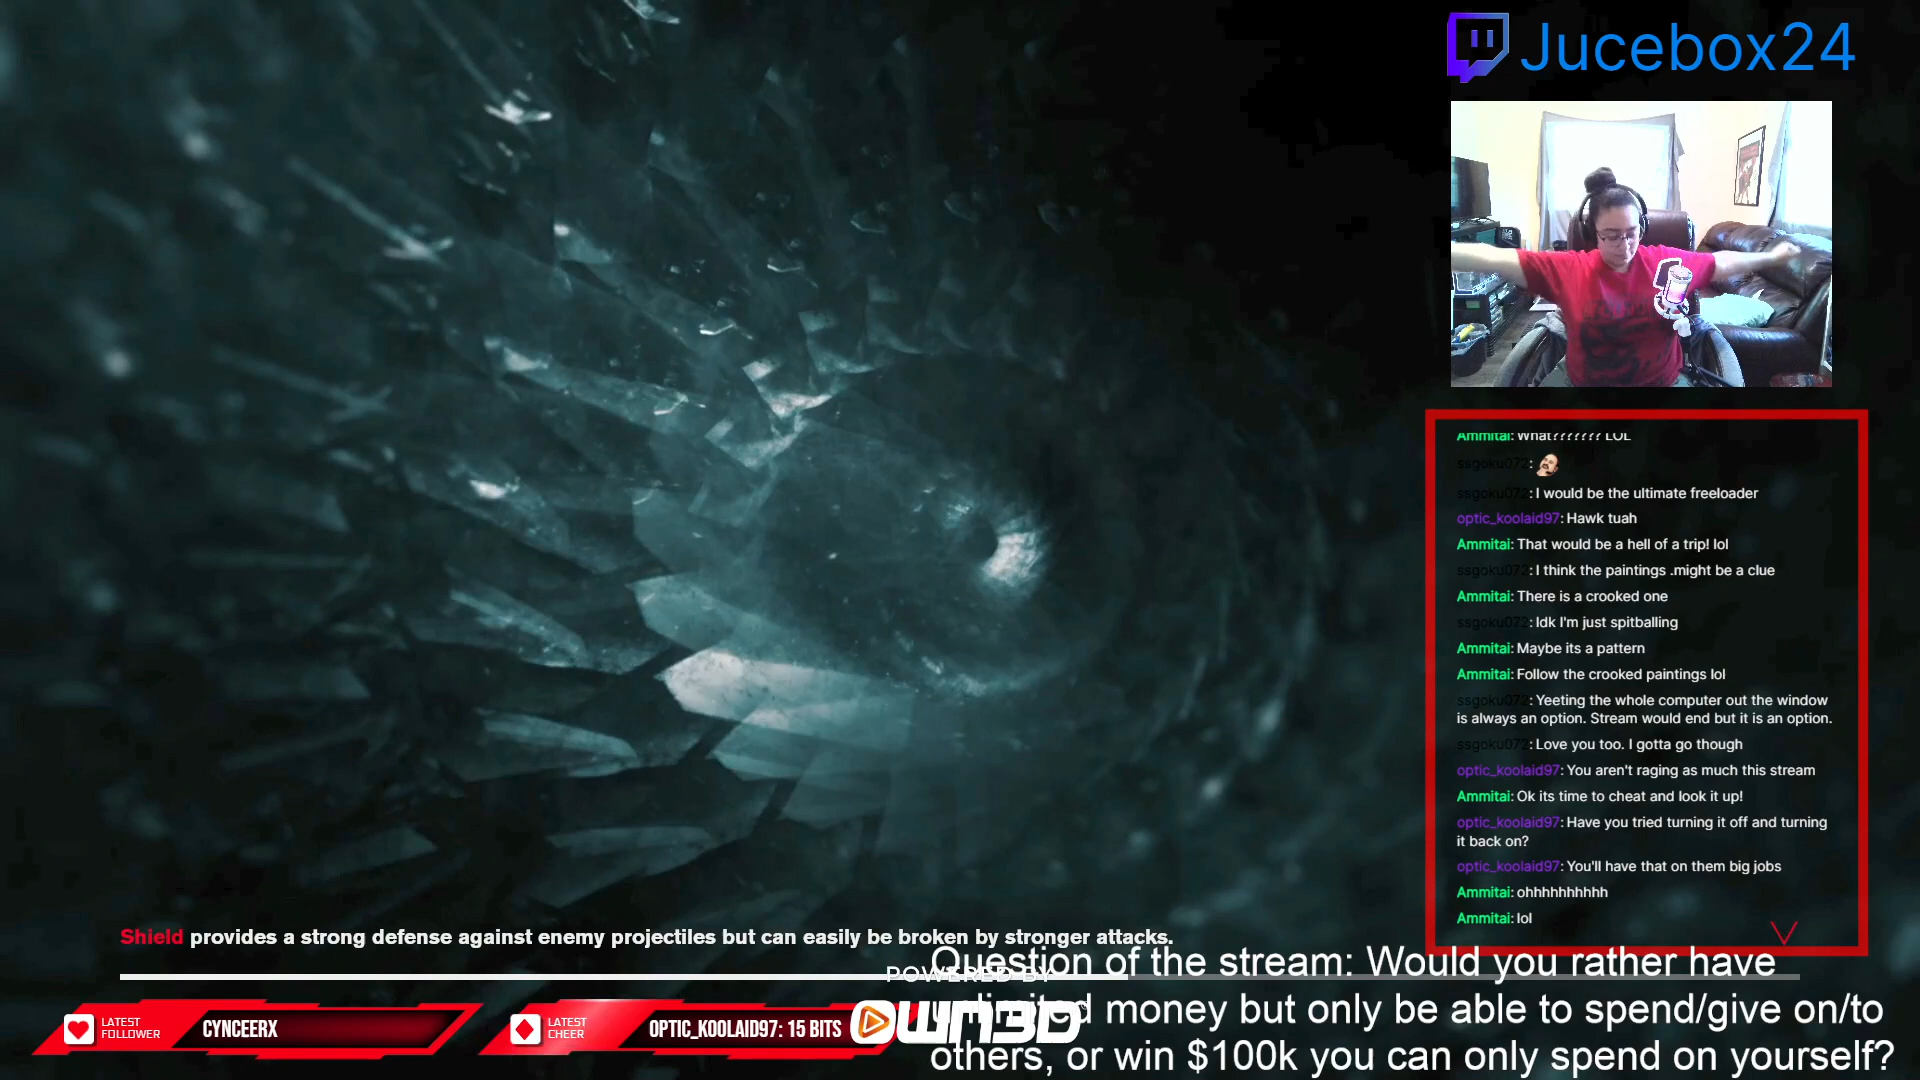 Jucebox24
Ammitai: What??????? LOL
ssgoku072:
ssgoku072: I would be the ultimate freeloader
optic_koolaid97: Hawk tuah
Ammitai: That would be a hell of a trip! lol
ssgoku072: I think the paintings .might be a clue
Ammitai: There is a crooked one
ssgoku072: Idk I'm just spitballing
Ammitai: Maybe its a pattern
Ammitai: Follow the crooked paintings lol
ssgoku072: Yeeting the whole computer out the window
is always an option. Stream would end but it is an option.
ssgoku072: Love you too. I gotta go though
optic_koolaid97: You aren't raging as much this stream
Ammitai: Ok its time to cheat and look it up!
optic_koolaid97: Have you tried turning it off and turning
it back on?
optic_koolaid97: You'll have that on them big jobs
Ammitai: ohhhhhhhhhh
Ammitai: lol
Shield provides a strong defense against enemy projectiles but can easily be broken by stronger attacks.
Question of the stream: Would you rather have
unlimited money but only be able to spend/give on/to
others, or win $100k you can only spend on yourself?
POWERED BY
OWN3D
LATEST
FOLLOWER
CYNCEERX
LATEST
CHEER
OPTIC_KOOLAID97: 15 BITS